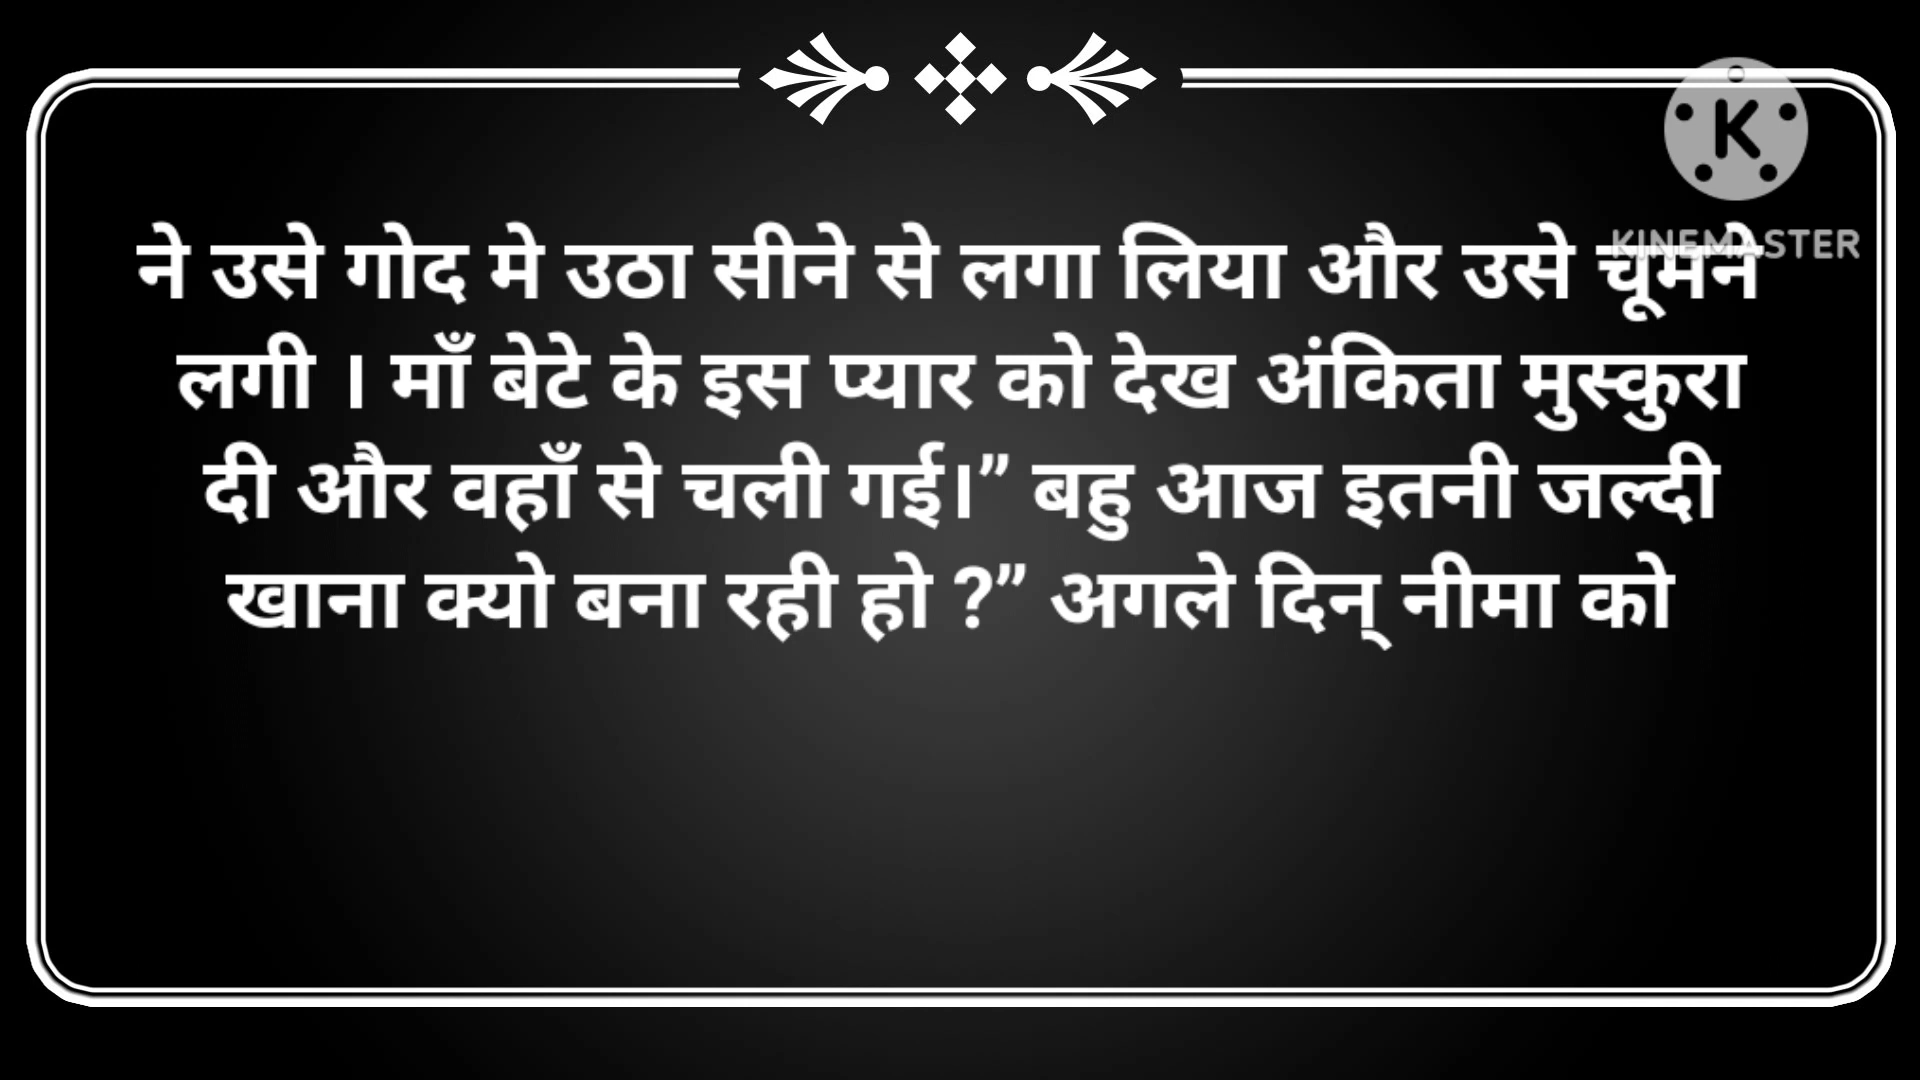 KINEMASTER
ने उसे गोद मे उठा सीने से लगा लिया और उसे चूमने
लगी । माँ बेटे के इस प्यार को देख अंकिता मुस्कुरा
दी और वहाँ से चली गई।” बहु आज इतनी जल्दी
खाना क्यो बना रही हो ?” अगले दिन् नीमा को